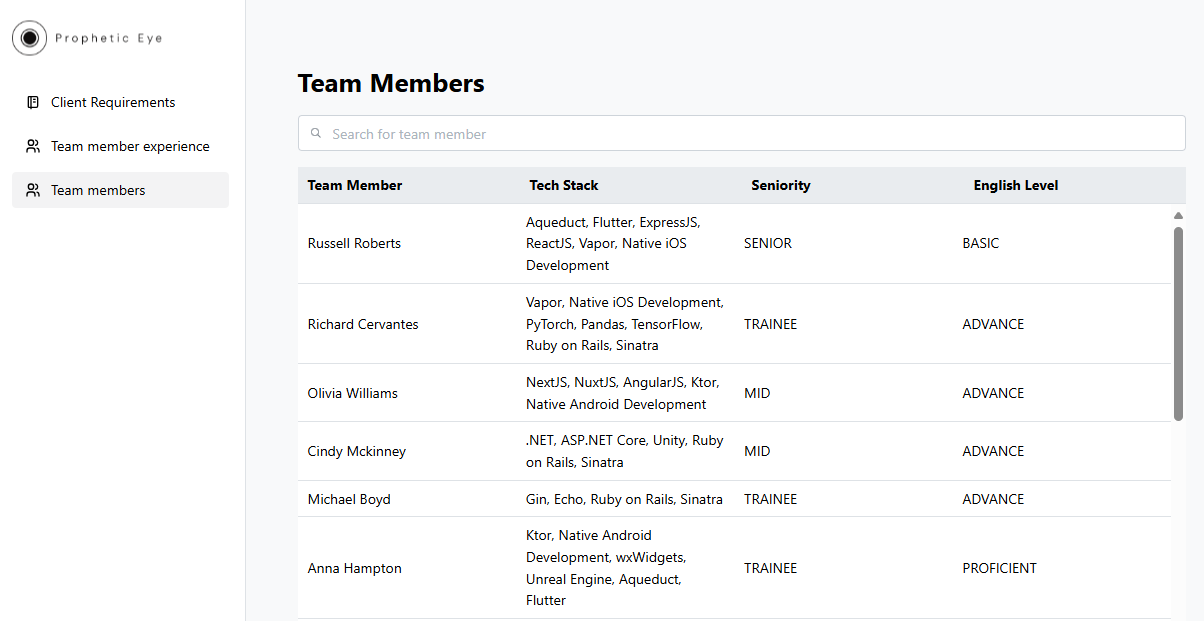 Prophetic Eye
Client Requirements
Team member experience
Team members
Team Members
Search for team member
Team Member Tech Stack Seniority English Level
Russell Roberts
Aqueduct, Flutter, ExpressJS,
ReactJS, Vapor, Native iOS
Development
SENIOR
BASIC
Richard Cervantes
Vapor, Native iOS Development,
PyTorch, Pandas, TensorFlow,
Ruby on Rails, Sinatra
TRAINEE
ADVANCE
Olivia Williams
NextJS, NuxtJS, AngularJS, Ktor,
Native Android Development
MID
ADVANCE
Cindy Mckinney
.NET, ASP.NET Core, Unity, Ruby
on Rails, Sinatra
MID
ADVANCE
Michael Boyd
Gin, Echo, Ruby on Rails, Sinatra
TRAINEE
ADVANCE
Anna Hampton
Ktor, Native Android
Development, wxWidgets,
Unreal Engine, Aqueduct,
Flutter
TRAINEE
PROFICIENT